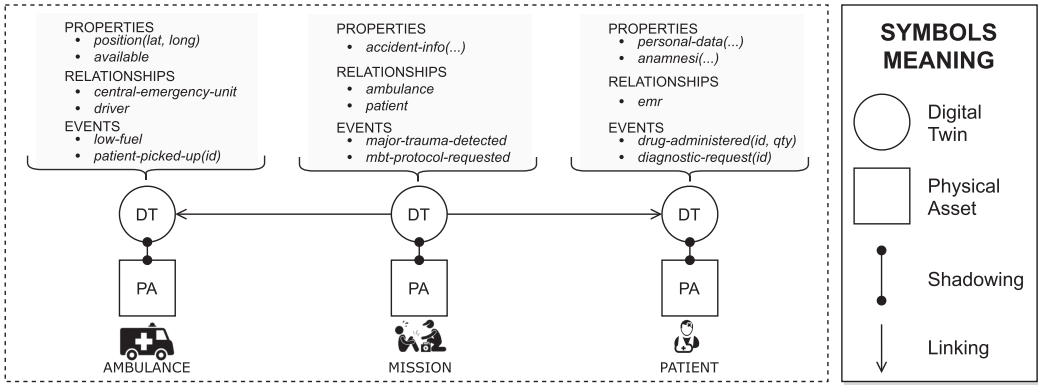 PROPERTIES
• position(lat, long)
• available
RELATIONSHIPS
• central-emergency-unit
• driver
EVENTS
• low-fuel
• patient-picked-up(id)
PROPERTIES
• accident-info(...)
RELATIONSHIPS
• ambulance
• patient
EVENTS
• major-trauma-detected
• mbt-protocol-requested
PROPERTIES
• personal-data(...)
• anamnesi(...)
RELATIONSHIPS
• emr
EVENTS
• drug-administered(id, qty)
• diagnostic-request(id)
DT
DT
DT
PA
PA
PA
AMBULANCE
MISSION
PATIENT
SYMBOLS
MEANING
Digital
Twin
Physical
Asset
Shadowing
Linking